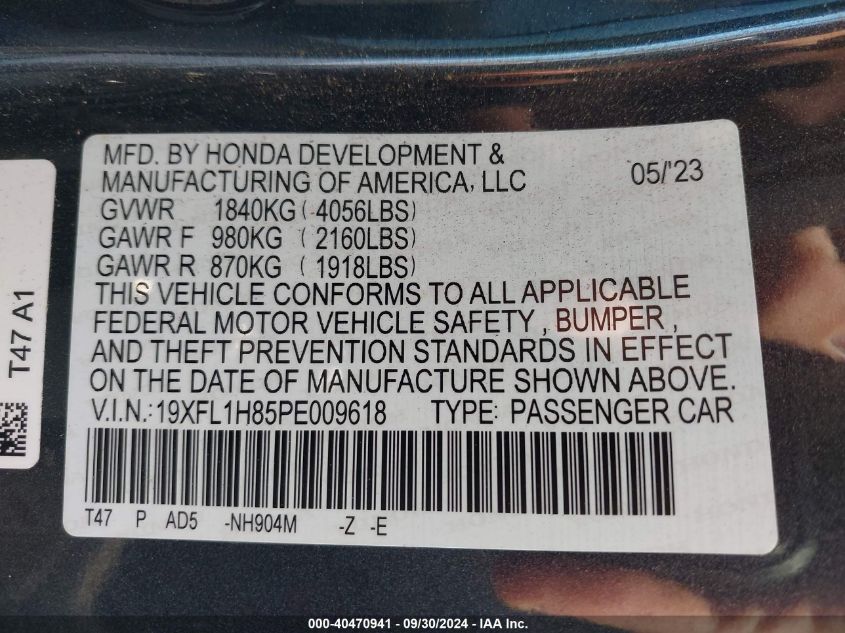 MFD. BY HONDA DEVELOPMENT &
MANUFACTURING OF AMERICA, LLC 05/'23
GVWR 1840KG ( 4056LBS)
GAWR F 980KG ( 2160LBS)
GAWR R 870KG ( 1918LBS)
THIS VEHICLE CONFORMS TO ALL APPLICABLE
FEDERAL MOTOR VEHICLE SAFETY , BUMPER ,
AND THEFT PREVENTION STANDARDS IN EFFECT
ON THE DATE OF MANUFACTURE SHOWN ABOVE.
V.I.N.:19XFL1H85PE009618 TYPE: PASSENGER CAR
T47 P AD5 -NH904M -Z -E
T47 A1
000-40470941 - 09/30/2024 - IAA Inc.